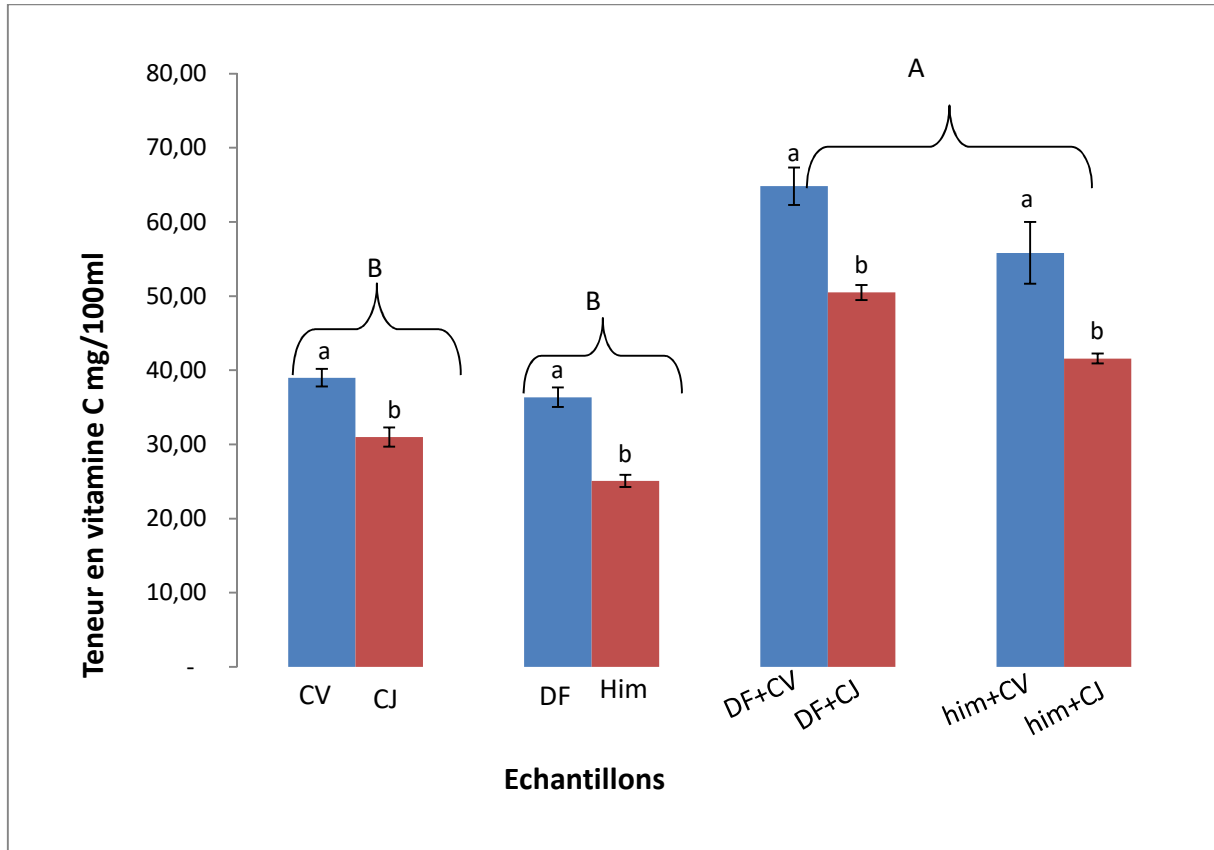 Teneur en vitamine C mg/100ml
80,00
70,00
60,00
50,00
40,00
30,00
20,00
10,00
-
A
B
B
a
b
a
b
a
b
a
b
CV
CJ
DF
Him
DF+CV
DF+CJ
him+CV
him+CJ
Echantillons